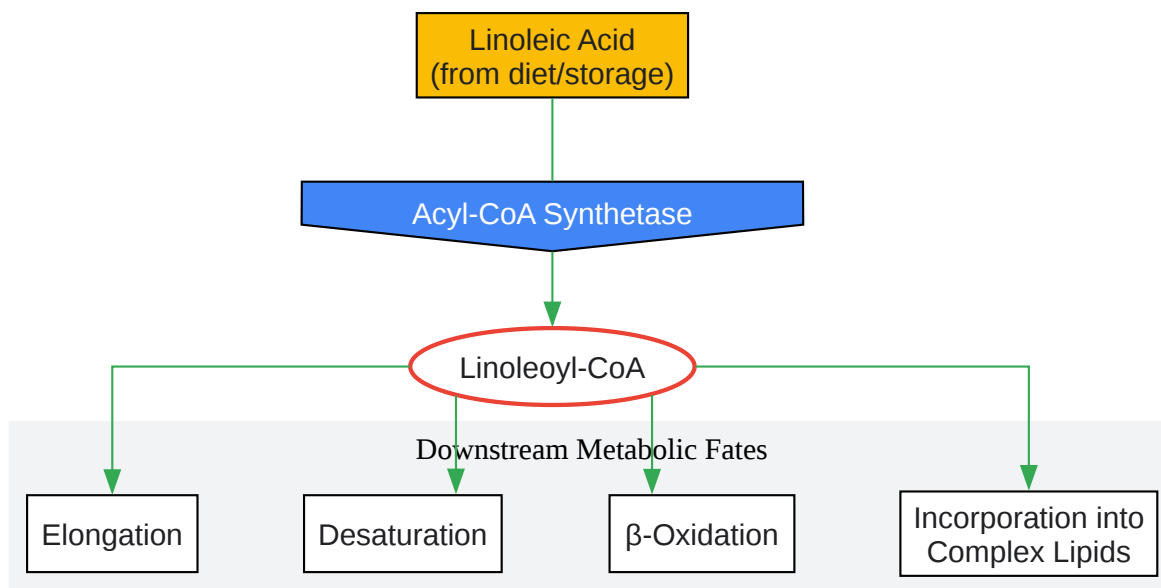 Linoleic Acid
(from diet/storage)
Acyl-CoA Synthetase
Linoleoyl-CoA
Downstream Metabolic Fates
Elongation
Desaturation
β-Oxidation
Incorporation into
Complex Lipids